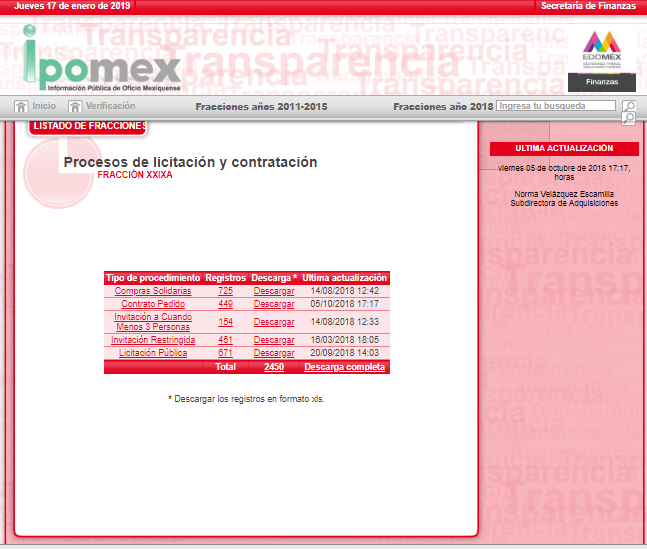 Jueves 17 de enero de 2019
Secretaría de Finanzas
ipomex
Información Pública de Oficio Mexiquense
EDOMEX
Finanzas
Inicio
Verificación
Fracciones años 2011-2015
Fracciones año 2018
Ingresa tu busqueda
LISTADO DE FRACCIONES
Procesos de licitación y contratación
FRACCIÓN XXIXA
ULTIMA ACTUALIZACIÓN
viernes 05 de octubre de 2018 17:17,
horas
Norma Velázquez Escamilla
Subdirectora de Adquisiciones
Tipo de procedimiento Registros Descarga * Ultima actualización
Compras Solidarias 725 Descargar 14/08/2018 12:42
Contrato Pedido 449 Descargar 05/10/2018 17:17
Invitación a Cuando
Menos 3 Personas 154 Descargar 14/08/2018 12:33
Invitación Restringida 451 Descargar 16/03/2018 18:05
Licitación Pública 671 Descargar 20/09/2018 14:03
Total 2450 Descarga completa
* Descargar los registros en formato xls.